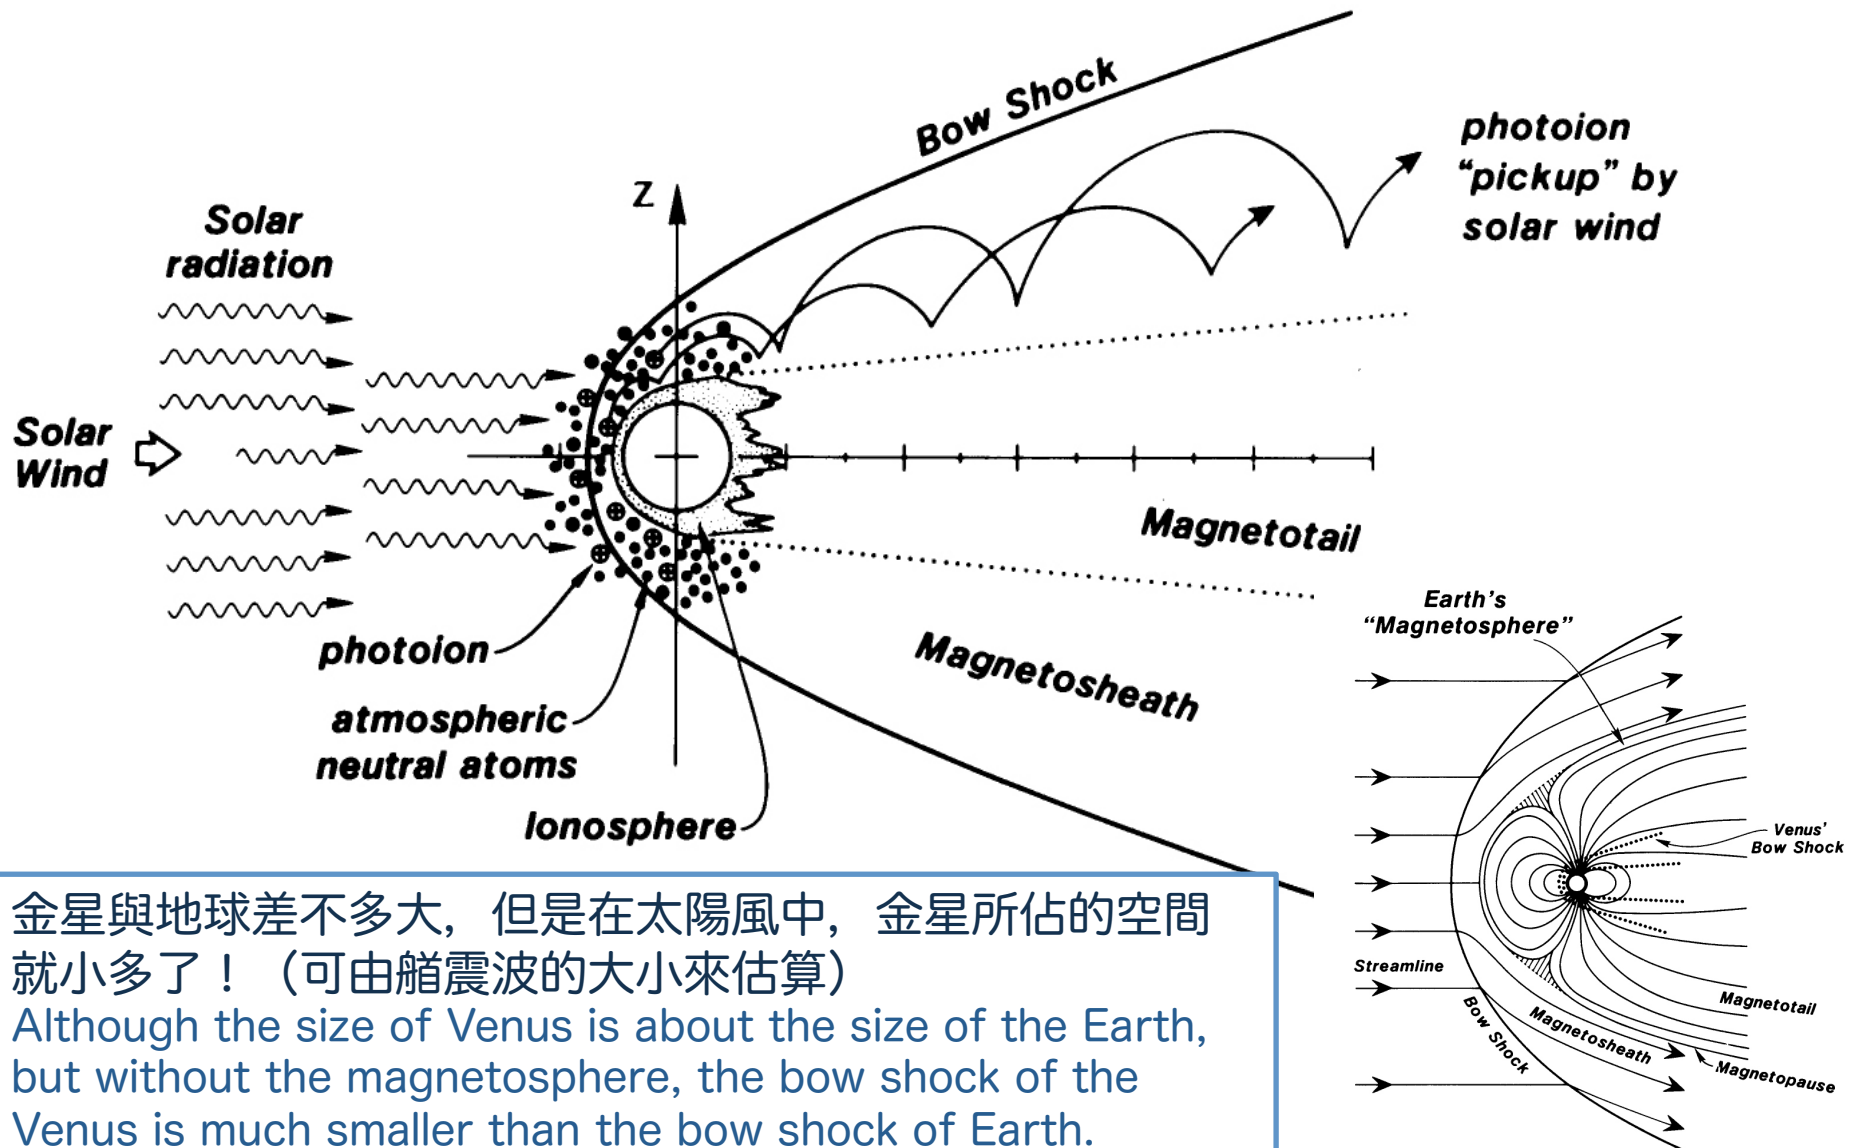 Bow Shock
photoion
“pickup” by
solar wind
Z
Solar
radiation
Solar
Wind
Magnetotail
Magnetosheath
photoion
atmospheric
neutral atoms
Ionosphere
Earth's
“Magnetosphere”
Venus'
Bow Shock
Streamline
Bow Shock
Magnetosheath
Magnetotail
Magnetopause
金星與地球差不多大，但是在太陽風中，金星所佔的空間
就小多了！（可由艏震波的大小來估算）
Although the size of Venus is about the size of the Earth,
but without the magnetosphere, the bow shock of the
Venus is much smaller than the bow shock of Earth.